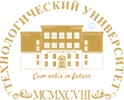 ТЕХНОЛОГИЧЕСКИЙ УНИВЕРСИТЕТ
Cum nobis in futuro
MCMXCVIII